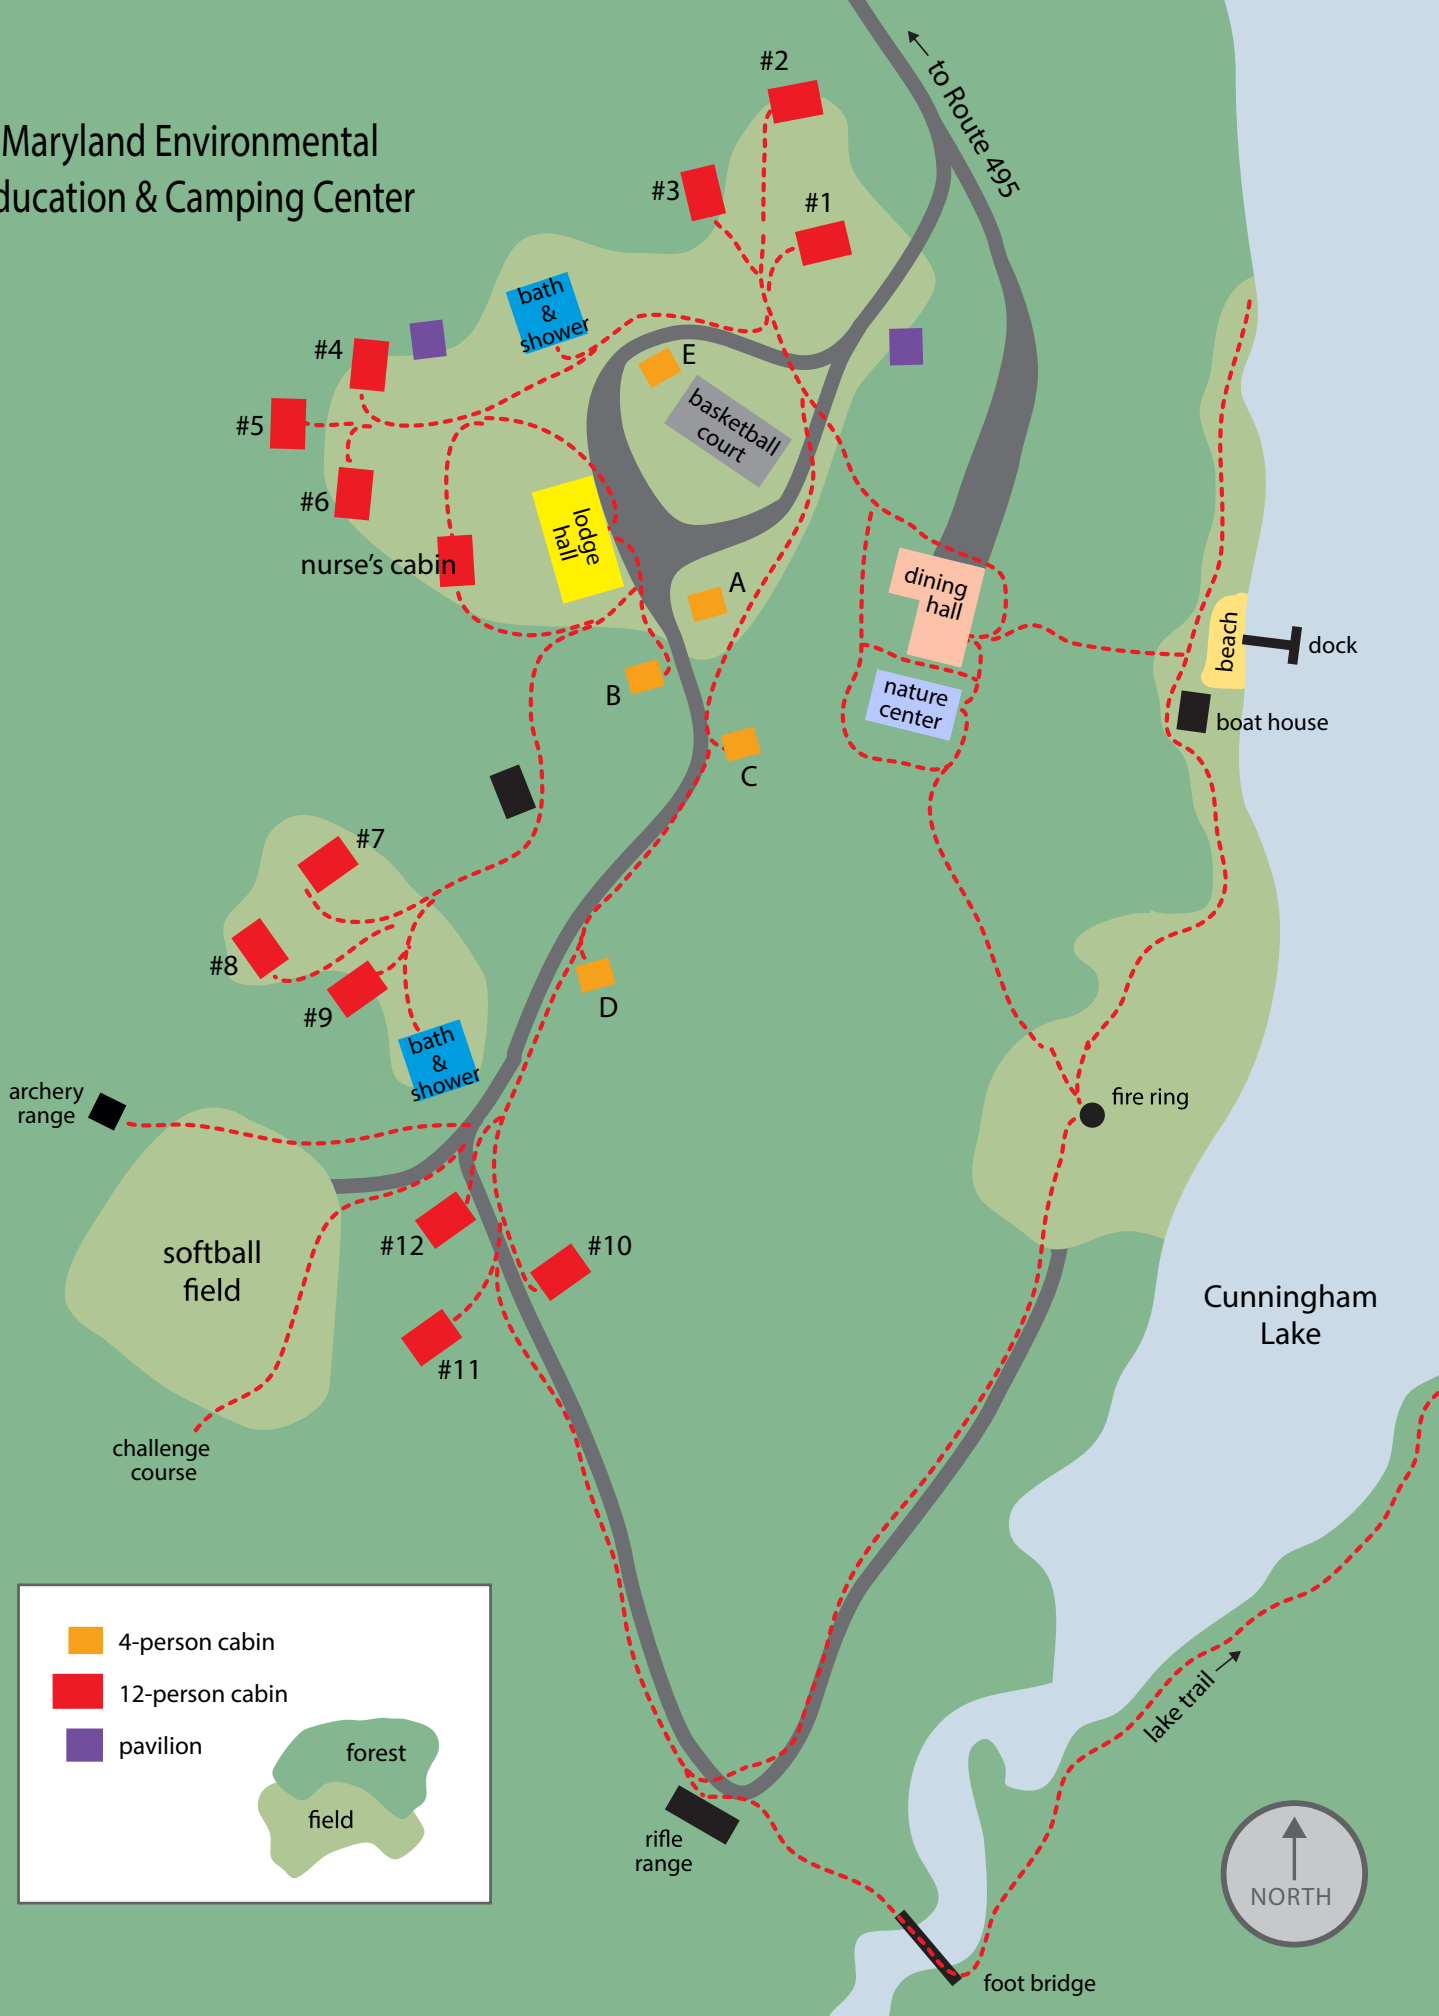 Maryland Environmental
ducation & Camping Center
to Route 495
#2
#3
#1
bath
&
shower
#4
E
basketball
court
#5
#6
lodge
hall
nurse's cabin
A
dining
hall
beach
dock
B
nature
center
boat house
C
#7
#8
#9
D
bath
&
shower
archery
range
fire ring
#12
#10
softball
field
#11
Cunningham
Lake
challenge
course
4-person cabin
12-person cabin
pavilion
forest
field
lake trail
rifle
range
NORTH
foot bridge